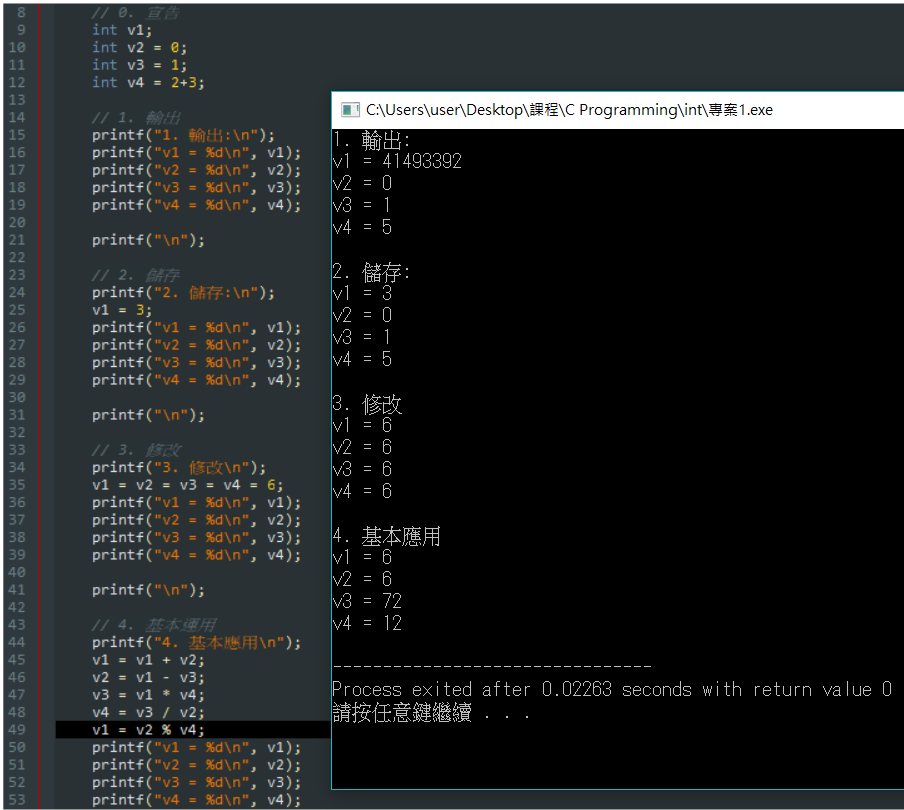 8 // 0. 宣告
9 int v1;
10 int v2 = 0;
11 int v3 = 1;
12 int v4 = 2+3;
13
14 // 1. 輸出
15 printf("1. 輸出:\n");
16 printf("v1 = %d\n", v1);
17 printf("v2 = %d\n", v2);
18 printf("v3 = %d\n", v3);
19 printf("v4 = %d\n", v4);
20
21 printf("\n");
22
23 // 2. 儲存
24 printf("2. 儲存:\n");
25 v1 = 3;
26 printf("v1 = %d\n", v1);
27 printf("v2 = %d\n", v2);
28 printf("v3 = %d\n", v3);
29 printf("v4 = %d\n", v4);
30
31 printf("\n");
32
33 // 3. 修改
34 printf("3. 修改\n");
35 v1 = v2 = v3 = v4 = 6;
36 printf("v1 = %d\n", v1);
37 printf("v2 = %d\n", v2);
38 printf("v3 = %d\n", v3);
39 printf("v4 = %d\n", v4);
40
41 printf("\n");
42
43 // 4. 基本運用
44 printf("4. 基本應用\n");
45 v1 = v1 + v2;
46 v2 = v1 - v3;
47 v3 = v1 * v4;
48 v4 = v3 / v2;
49 v1 = v2 % v4;
50 printf("v1 = %d\n", v1);
51 printf("v2 = %d\n", v2);
52 printf("v3 = %d\n", v3);
53 printf("v4 = %d\n", v4);
C:\Users\user\Desktop\課程\C Programming\int\專案1.exe
1. 輸出:
v1 = 41493392
v2 = 0
v3 = 1
v4 = 5

2. 儲存:
v1 = 3
v2 = 0
v3 = 1
v4 = 5

3. 修改
v1 = 6
v2 = 6
v3 = 6
v4 = 6

4. 基本應用
v1 = 6
v2 = 6
v3 = 72
v4 = 12

--------------------------------
Process exited after 0.02263 seconds with return value 0
請按任意鍵繼續 . . .